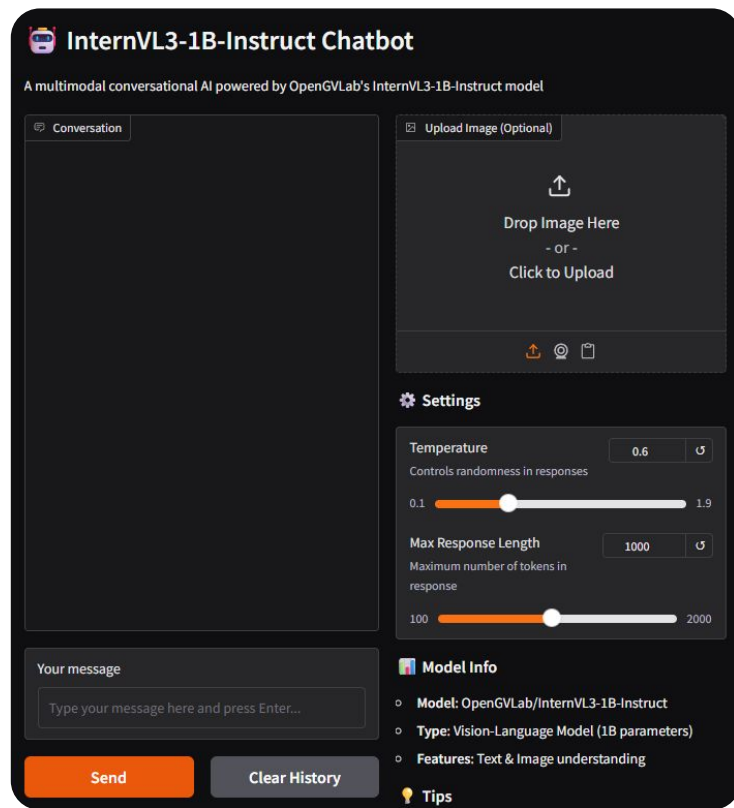 InternVL3-1B-Instruct Chatbot
A multimodal conversational AI powered by OpenGVLab's InternVL3-1B-Instruct model
Conversation
Your message
Type your message here and press Enter...
Send
Clear History
Upload Image (Optional)
Drop Image Here
- or -
Click to Upload
Settings
Temperature
0.6
Controls randomness in responses
0.1
1.9
Max Response Length
1000
Maximum number of tokens in
response
100
2000
Model Info
Model: OpenGVLab/InternVL3-1B-Instruct
Type: Vision-Language Model (1B parameters)
Features: Text & Image understanding
Tips